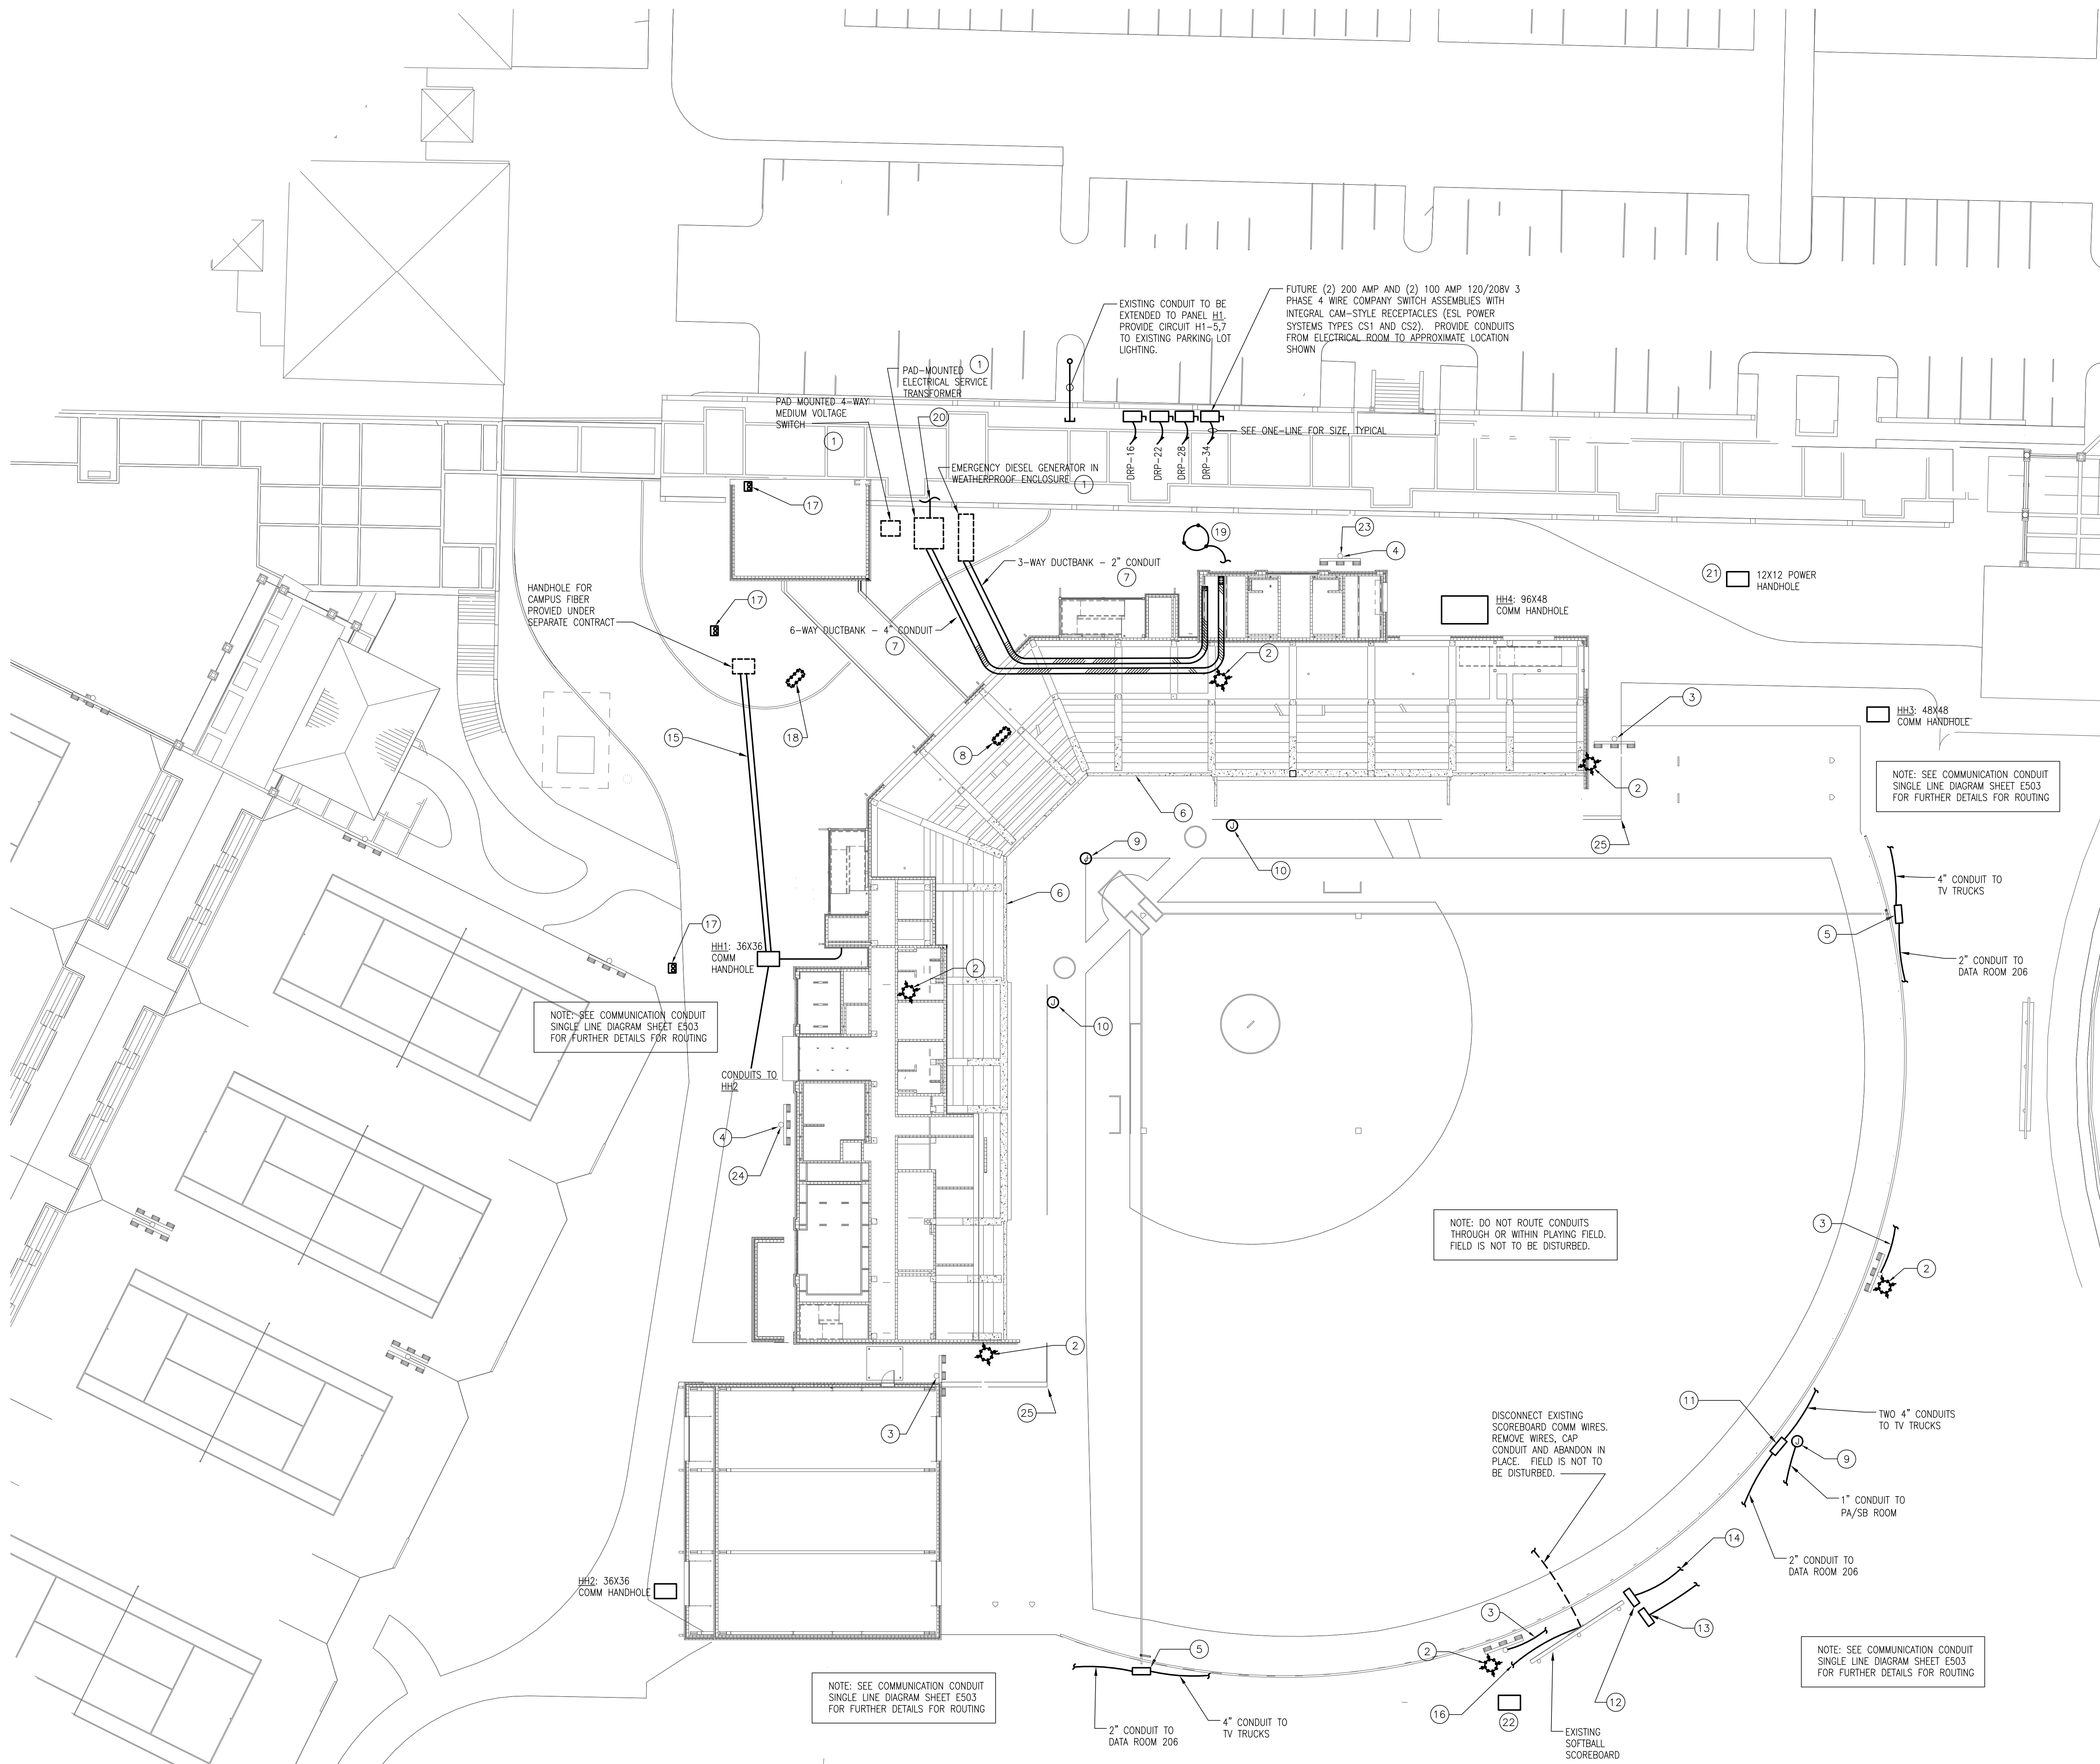 EXISTING CONDUIT TO BE
EXTENDED TO PANEL H1.
PROVIDE CIRCUIT H1-5,7
TO EXISTING PARKING LOT
LIGHTING.
FUTURE (2) 200 AMP AND (2) 100 AMP 120/208V 3
PHASE 4 WIRE COMPANY SWITCH ASSEMBLIES WITH
INTEGRAL CAM-STYLE RECEPTACLES (ESL POWER
SYSTEMS TYPES CS1 AND CS2). PROVIDE CONDUITS
FROM ELECTRICAL ROOM TO APPROXIMATE LOCATION
SHOWN
PAD-MOUNTED
ELECTRICAL SERVICE
TRANSFORMER
1
PAD MOUNTED 4-WAY
MEDIUM VOLTAGE
SWITCH
1
20
SEE ONE-LINE FOR SIZE, TYPICAL
DRP-16
DRP-22
DRP-28
DRP-34
EMERGENCY DIESEL GENERATOR IN
WEATHERPROOF ENCLOSURE
1
17
19
23
4
3-WAY DUCTBANK - 2" CONDUIT
7
21
12X12 POWER
HANDHOLE
HANDHOLE FOR
CAMPUS FIBER
PROVIED UNDER
SEPARATE CONTRACT
17
HH4: 96X48
COMM HANDHOLE
6-WAY DUCTBANK - 4" CONDUIT
7
2
3
HH3: 48X48
COMM HANDHOLE
15
18
8
NOTE: SEE COMMUNICATION CONDUIT
SINGLE LINE DIAGRAM SHEET E503
FOR FURTHER DETAILS FOR ROUTING
2
6
J
9
J
10
25
4" CONDUIT TO
TV TRUCKS
6
17
5
HH1: 36X36
COMM
HANDHOLE
2
2" CONDUIT TO
DATA ROOM 206
J
10
NOTE: SEE COMMUNICATION CONDUIT
SINGLE LINE DIAGRAM SHEET E503
FOR FURTHER DETAILS FOR ROUTING
CONDUITS TO
HH2
4
24
NOTE: DO NOT ROUTE CONDUITS
THROUGH OR WITHIN PLAYING FIELD.
FIELD IS NOT TO BE DISTURBED.
3
2
2
25
3
11
TWO 4" CONDUITS
TO TV TRUCKS
DISCONNECT EXISTING
SCOREBOARD COMM WIRES.
REMOVE WIRES, CAP
CONDUIT AND ABANDON IN
PLACE. FIELD IS NOT TO
BE DISTURBED.
J
9
1" CONDUIT TO
PA/SB ROOM
14
2" CONDUIT TO
DATA ROOM 206
HH2: 36X36
COMM HANDHOLE
3
13
2
5
NOTE: SEE COMMUNICATION CONDUIT
SINGLE LINE DIAGRAM SHEET E503
FOR FURTHER DETAILS FOR ROUTING
NOTE: SEE COMMUNICATION CONDUIT
SINGLE LINE DIAGRAM SHEET E503
FOR FURTHER DETAILS FOR ROUTING
2" CONDUIT TO
DATA ROOM 206
4" CONDUIT TO
TV TRUCKS
16
22
12
EXISTING
SOFTBALL
SCOREBOARD